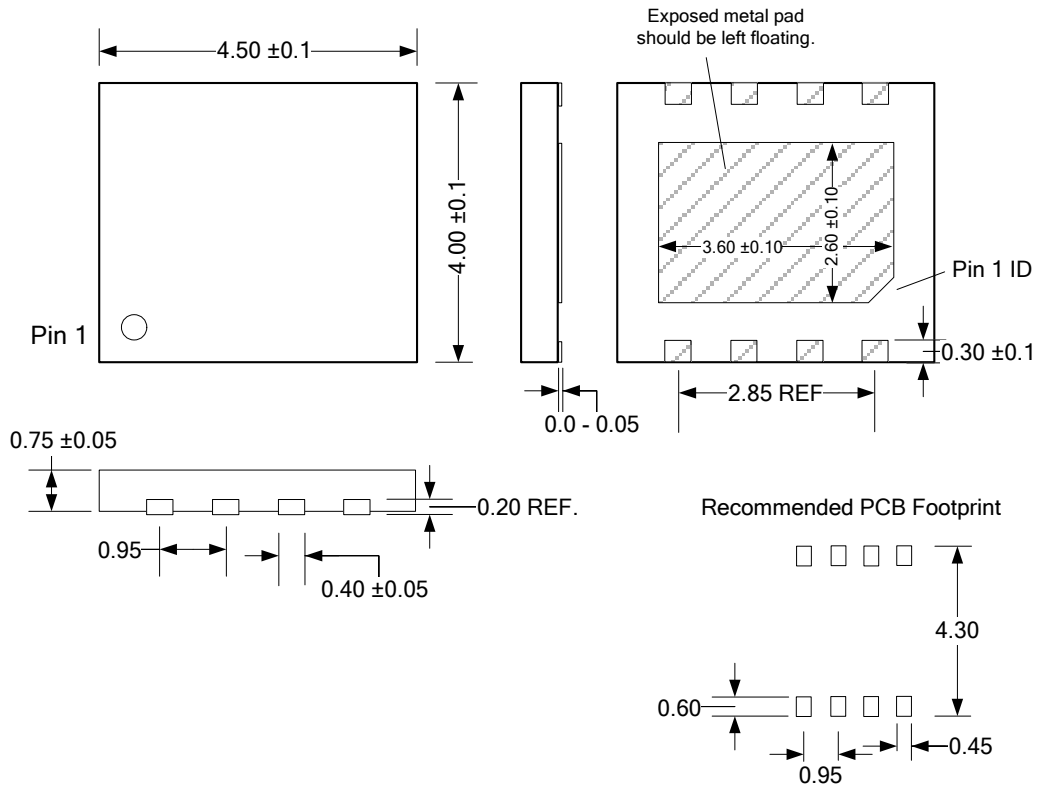 Exposed metal pad
should be left floating.
4.50 ±0.1
4.00 ±0.1
2.60 ±0.10
3.60 ±0.10
Pin 1 ID
Pin 1
0.30 ±0.1
2.85 REF
0.0 - 0.05
0.75 ±0.05
0.20 REF.
0.95
0.40 ±0.05
Recommended PCB Footprint
4.30
0.60
0.45
0.95